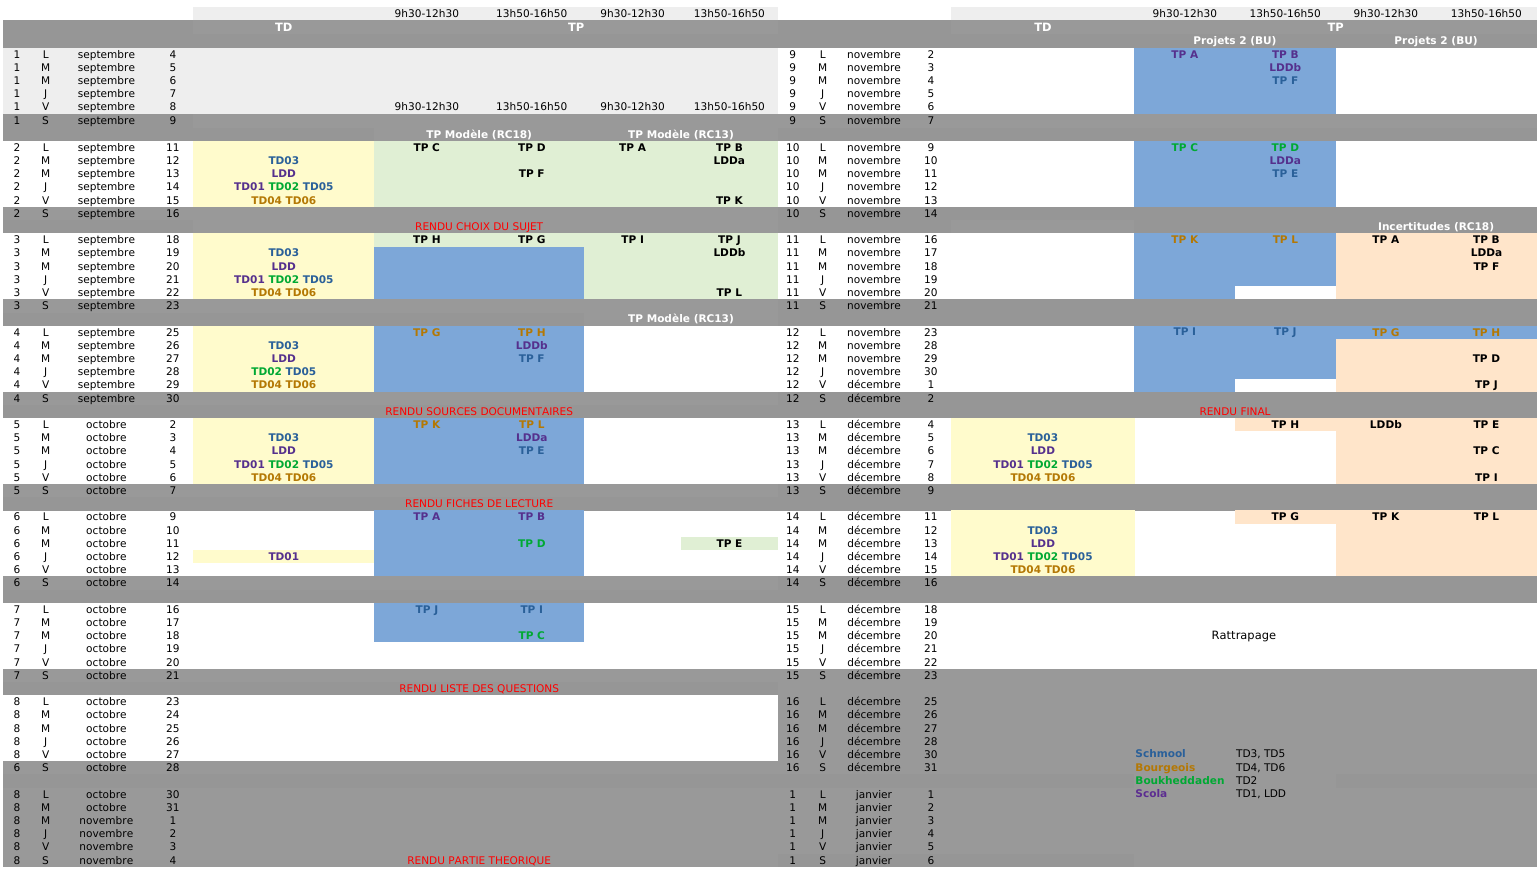 9h30-12h30 13h50-16h50 9h30-12h30 13h50-16h50 9h30-12h30 13h50-16h50 9h30-12h30 13h50-16h50
TD TP TD TP
Projets 2 (BU) Projets 2 (BU)
1 L septembre 4 9 L novembre 2 TP A TP B
1 M septembre 5 9 M novembre 3 LDDb
1 M septembre 6 9 M novembre 4 TP F
1 J septembre 7 9 J novembre 5
1 V septembre 8 9h30-12h30 13h50-16h50 9h30-12h30 13h50-16h50 9 V novembre 6
1 S septembre 9 9 S novembre 7
TP Modèle (RC18) TP Modèle (RC13)
2 L septembre 11 TP C TP D TP A TP B 10 L novembre 9 TP C TP D
2 M septembre 12 TD03 LDDa 10 M novembre 10 LDDa
2 M septembre 13 LDD TP F 10 M novembre 11 TP E
2 J septembre 14 TD01 TD02 TD05 10 J novembre 12
2 V septembre 15 TD04 TD06 TP K 10 V novembre 13
2 S septembre 16 10 S novembre 14
RENDU CHOIX DU SUJET Incertitudes (RC18)
3 L septembre 18 TP H TP G TP I TP J 11 L novembre 16 TP K TP L TP A TP B
3 M septembre 19 TD03 LDDb 11 M novembre 17 LDDa
3 M septembre 20 LDD 11 M novembre 18 TP F
3 J septembre 21 TD01 TD02 TD05 11 J novembre 19
3 V septembre 22 TD04 TD06 TP L 11 V novembre 20
3 S septembre 23 11 S novembre 21
TP Modèle (RC13)
4 L septembre 25 TP G TP H 12 L novembre 23 TP I TP J TP G TP H
4 M septembre 26 TD03 LDDb 12 M novembre 28
4 M septembre 27 LDD TP F 12 M novembre 29 TP D
4 J septembre 28 TD02 TD05 12 J novembre 30
4 V septembre 29 TD04 TD06 12 V décembre 1 TP J
4 S septembre 30 12 S décembre 2
RENDU SOURCES DOCUMENTAIRES RENDU FINAL
5 L octobre 2 TP K TP L 13 L décembre 4 TP H LDDb TP E
5 M octobre 3 TD03 LDDa 13 M décembre 5 TD03
5 M octobre 4 LDD TP E 13 M décembre 6 LDD TP C
5 J octobre 5 TD01 TD02 TD05 13 J décembre 7 TD01 TD02 TD05
5 V octobre 6 TD04 TD06 13 V décembre 8 TD04 TD06 TP I
5 S octobre 7 13 S décembre 9
RENDU FICHES DE LECTURE
6 L octobre 9 TP A TP B 14 L décembre 11 TP G TP K TP L
6 M octobre 10 14 M décembre 12 TD03
6 M octobre 11 TP D TP E 14 M décembre 13 LDD
6 J octobre 12 TD01 14 J décembre 14 TD01 TD02 TD05
6 V octobre 13 14 V décembre 15 TD04 TD06
6 S octobre 14 14 S décembre 16
7 L octobre 16 TP J TP I 15 L décembre 18
7 M octobre 17 15 M décembre 19
7 M octobre 18 TP C 15 M décembre 20 Rattrapage
7 J octobre 19 15 J décembre 21
7 V octobre 20 15 V décembre 22
7 S octobre 21 15 S décembre 23
RENDU LISTE DES QUESTIONS
8 L octobre 23 16 L décembre 25
8 M octobre 24 16 M décembre 26
8 M octobre 25 16 M décembre 27
8 J octobre 26 16 J décembre 28
8 V octobre 27 16 V décembre 30 Schmool TD3, TD5
6 S octobre 28 16 S décembre 31 Bourgeois TD4, TD6
Boukheddaden TD2
8 L octobre 30 1 L janvier 1 Scola TD1, LDD
8 M octobre 31 1 M janvier 2
8 M novembre 1 1 M janvier 3
8 J novembre 2 1 J janvier 4
8 V novembre 3 1 V janvier 5
8 S novembre 4 RENDU PARTIE THEORIQUE 1 S janvier 6